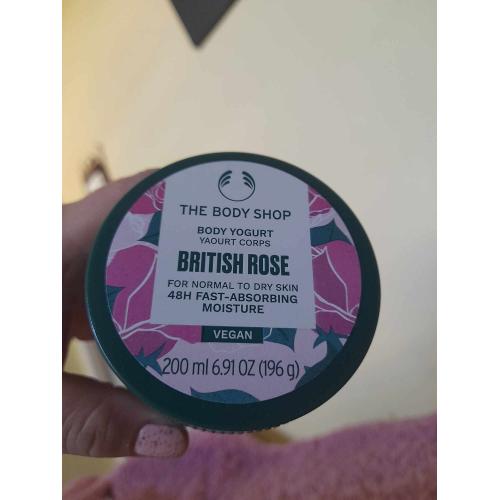 THE BODY SHOP
BODY YOGURT
YAOURT CORPS
BRITISH ROSE
FOR NORMAL TO DRY SKIN
48H FAST-ABSORBING
MOISTURE
VEGAN
200 ml 6.91 OZ (196 g)